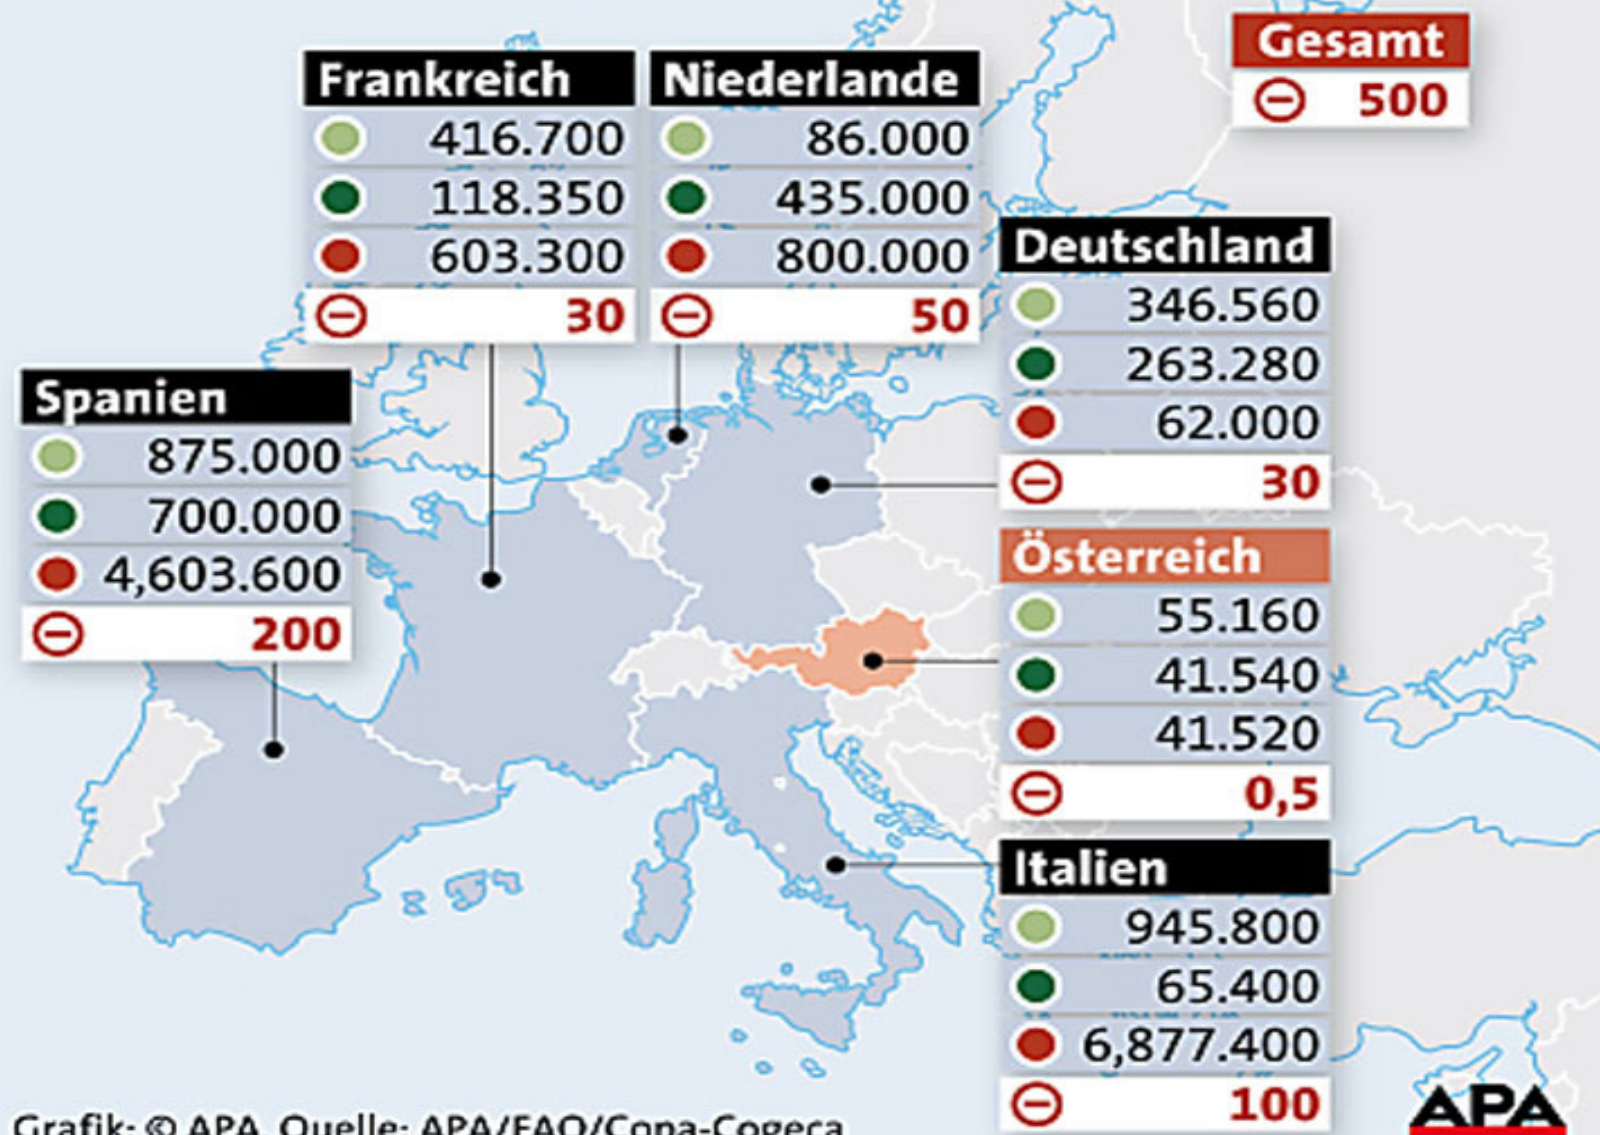 Gesamt
500
Frankreich
416.700
118.350
603.300
30
Niederlande
86.000
435.000
800.000
50
Deutschland
346.560
263.280
62.000
30
Spanien
875.000
700.000
4,603.600
200
Österreich
55.160
41.540
41.520
0,5
Italien
945.800
65.400
6,877.400
100
Grafik: © APA, Quelle: APA/FAO/Copa-Cogeca
APA